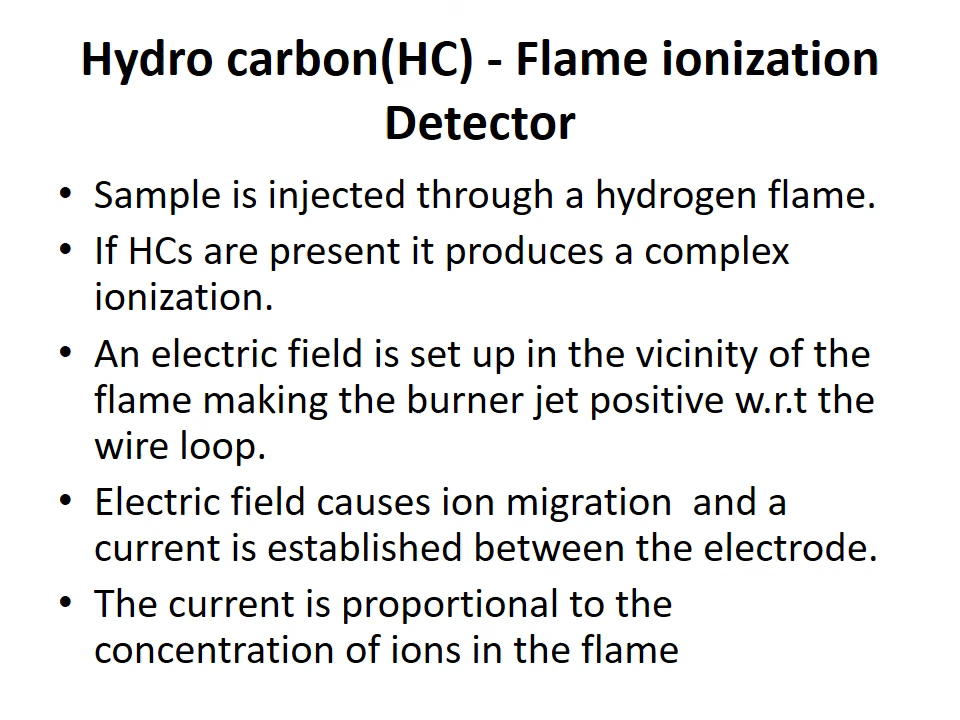 Hydro carbon(HC) - Flame ionization
Detector
• Sample is injected through a hydrogen flame.
• If HCs are present it produces a complex
ionization.
• An electric field is set up in the vicinity of the
flame making the burner jet positive w.r.t the
wire loop.
• Electric field causes ion migration  and a
current is established between the electrode.
• The current is proportional to the
concentration of ions in the flame